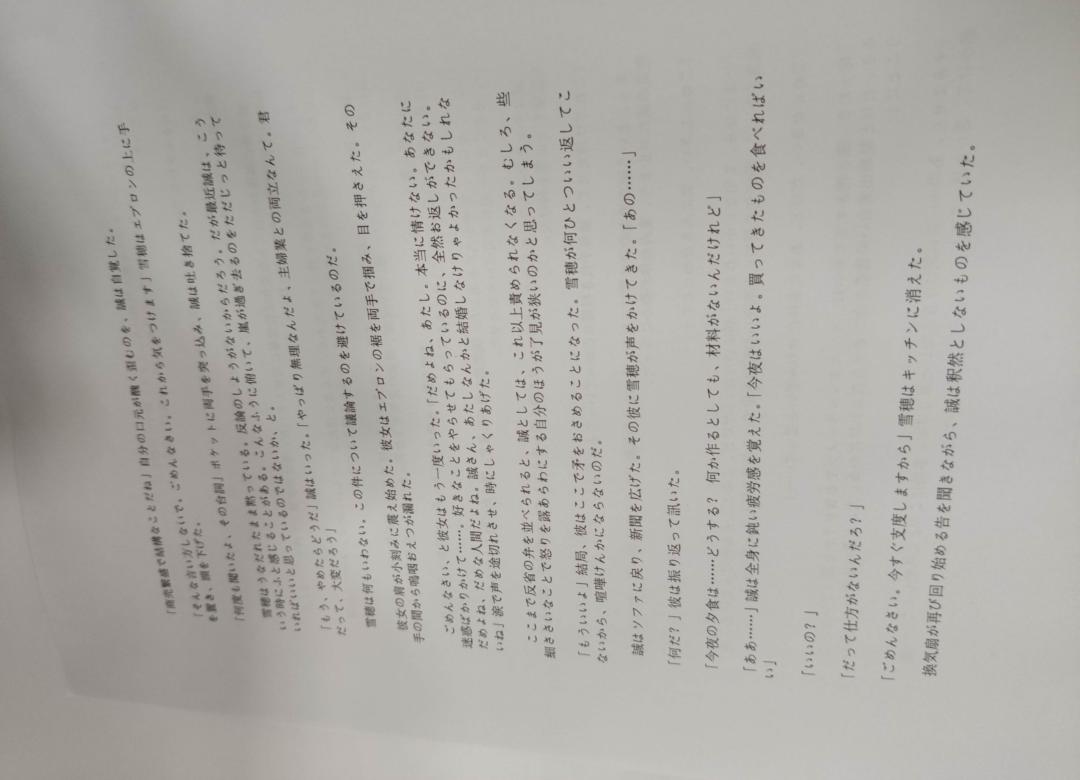 「商売繁盛で結構なことだね」自分の口元が醜く歪むのを、誠は自覚した。
「そんな言い方しないで。ごめんなさい。これから気をつけます」雪穂はエプロンの上に手
を置き、頭を下げた。
「何度も聞いたよ、その台詞」ポケットに両手を突っ込み、誠は吐き捨てた。
雪穂はうなだれたまま黙っている。反論のしようがないからだろう。だが最近誠は、こう
いう時にふと感じることがある。こんなふうに俯いて、嵐が過ぎ去るのをただじっと待って
いればいいと思っているのではないか、と。
「もう、やめたらどうだ」誠はいった。「やっぱり無理なんだよ、主婦業との両立なんて。君
だって、大変だろう」
雪穂は何もいわない。この件について議論するのを避けているのだ。
彼女の肩が小刻みに震え始めた。彼女はエプロンの裾を両手で掴み、目を押さえた。その
手の間から嗚咽おえつが漏れた。
ごめんなさい、と彼女はもう一度いった。「だめよね、あたし。本当に情けない。あなたに
迷惑ばかりかけて……。好きなことをやらせてもらっているのに、全然お返しができない。
だめよね、だめな人間だよね。誠さん、あたしなんかと結婚しなけりゃよかったかもしれな
いね」涙で声を途切れさせ、時にしゃくりあげた。
ここまで反省の弁を並べられると、誠としては、これ以上責められなくなる。むしろ、些
細ささいなことで怒りを露あらわにする自分のほうが了見が狭いのかと思ってしまう。
「もういいよ」結局、彼はここで矛をおさめることになった。雪穂が何ひとついい返してこ
ないから、喧嘩けんかにならないのだ。
誠はソファに戻り、新聞を広げた。その彼に雪穂が声をかけてきた。「あの……」
「何だ？」彼は振り返って訊いた。
「今夜の夕食は……どうする？ 何か作るとしても、材料がないんだけれど」
「ああ……」誠は全身に鈍い疲労感を覚えた。「今夜はいいよ。買ってきたものを食べればい
い」
「いいの？」
「だって仕方がないんだろ？」
「ごめんなさい。今すぐ支度しますから」雪穂はキッチンに消えた。
換気扇が再び回り始める告を聞きながら、誠は釈然としないものを感じていた。